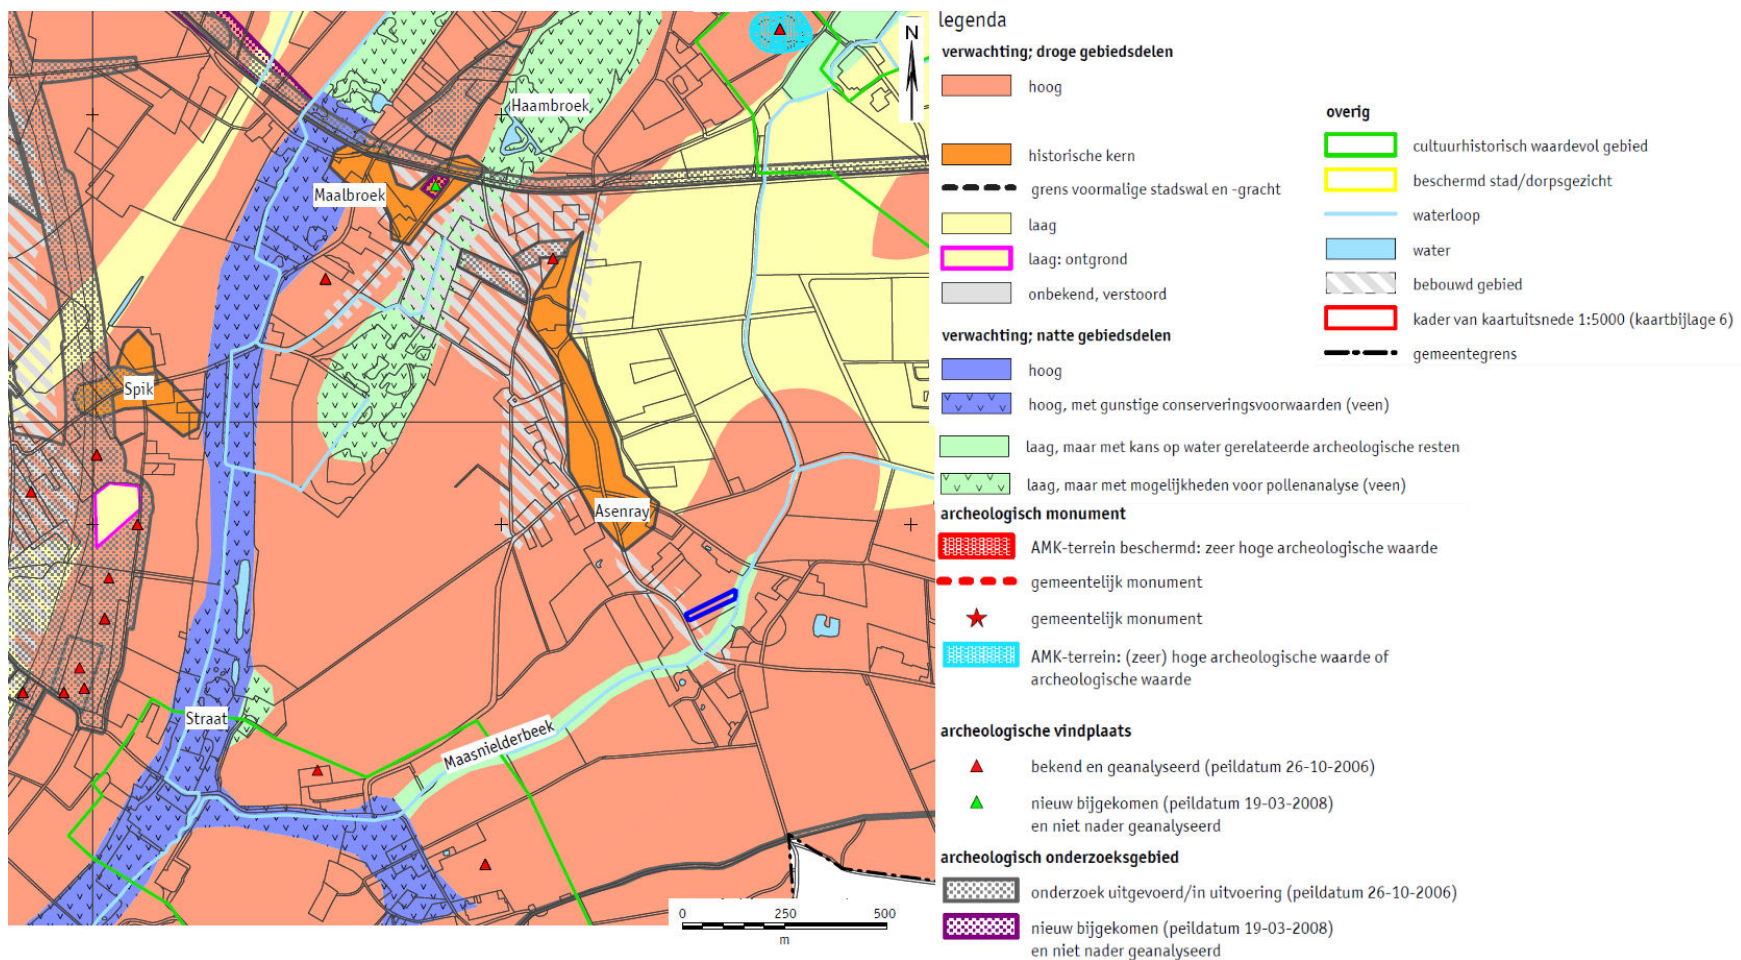 N
Haambroek
Maalbroek
Spik
Asenray
Straat
Maasnielderbeek
0 250 500
m
legenda
verwachting; droge gebiedsdelen
hoog
historische kern
grens voormalige stadswal en -gracht
laag
laag: ontgrond
onbekend, verstoord
verwachting; natte gebiedsdelen
hoog
hoog, met gunstige conserveringsvoorwaarden (veen)
laag, maar met kans op water gerelateerde archeologische resten
laag, maar met mogelijkheden voor pollenanalyse (veen)
archeologisch monument
AMK-terrein beschermd: zeer hoge archeologische waarde
gemeentelijk monument
gemeentelijk monument
AMK-terrein: (zeer) hoge archeologische waarde of
archeologische waarde
archeologische vindplaats
bekend en geanalyseerd (peildatum 26-10-2006)
nieuw bijgekomen (peildatum 19-03-2008)
en niet nader geanalyseerd
archeologisch onderzoeksgebied
onderzoek uitgevoerd/in uitvoering (peildatum 26-10-2006)
nieuw bijgekomen (peildatum 19-03-2008)
en niet nader geanalyseerd
overig
cultuurhistorisch waardevol gebied
beschermd stad/dorpsgezicht
waterloop
water
bebouwd gebied
kader van kaartuitsnede 1:5000 (kaartbijlage 6)
gemeentegrens